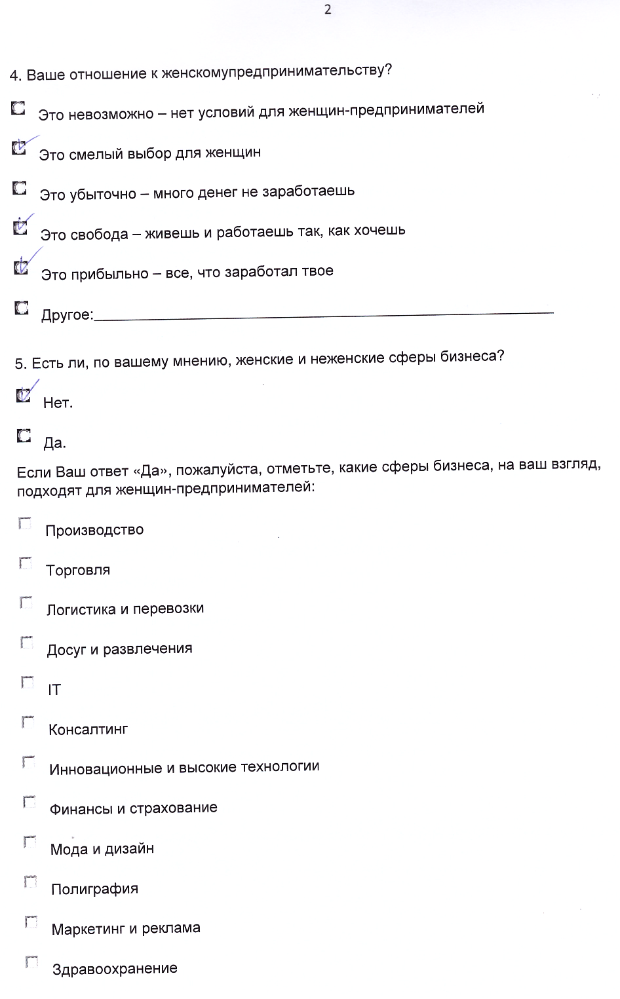 2
4. Ваше отношение к женскомупредпринимательству?
Это невозможно – нет условий для женщин-предпринимателей
Это смелый выбор для женщин
Это убыточно – много денег не заработаешь
Это свобода – живешь и работаешь так, как хочешь
Это прибыльно – все, что заработал твое
Другое:
5. Есть ли, по вашему мнению, женские и неженские сферы бизнеса?
Нет.
Да.
Если Ваш ответ «Да», пожалуйста, отметьте, какие сферы бизнеса, на ваш взгляд,
подходят для женщин-предпринимателей:
Производство
Торговля
Логистика и перевозки
Досуг и развлечения
IT
Консалтинг
Инновационные и высокие технологии
Финансы и страхование
Мода и дизайн
Полиграфия
Маркетинг и реклама
Здравоохранение